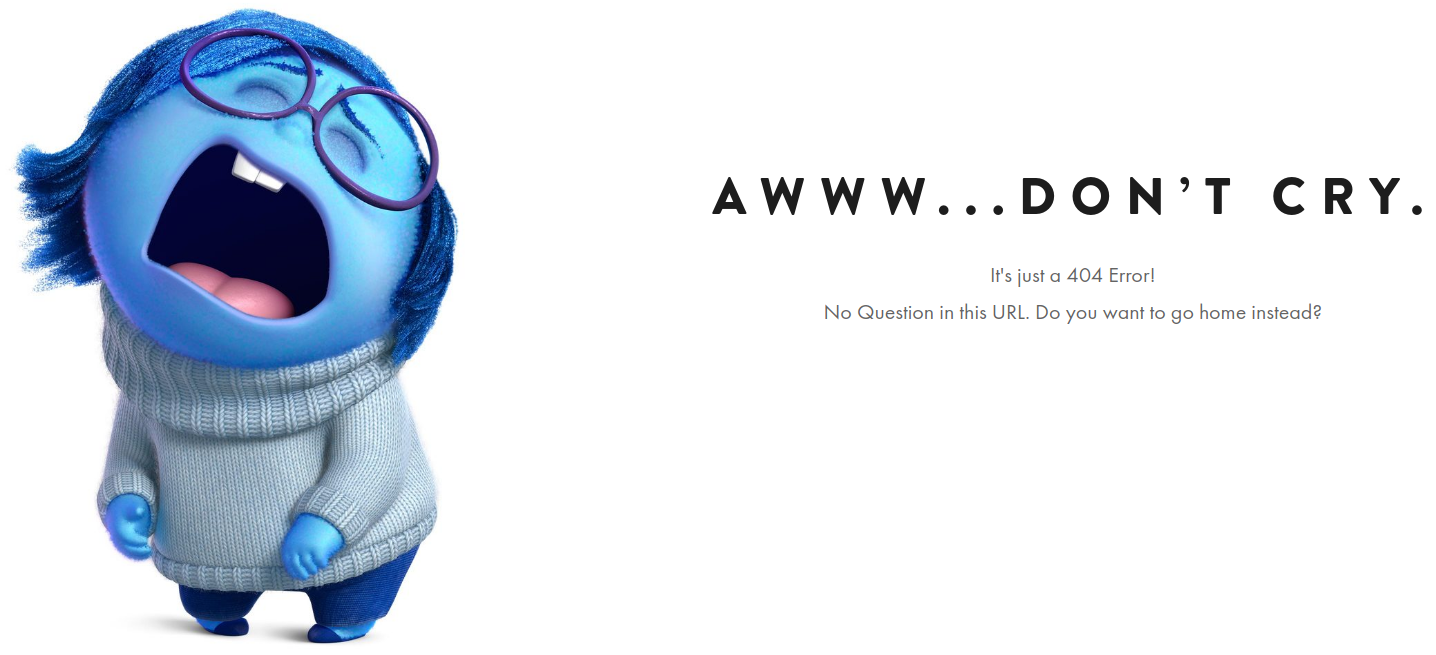 AWWW...DON’T CRY.
It's just a 404 Error!
No Question in this URL. Do you want to go home instead?